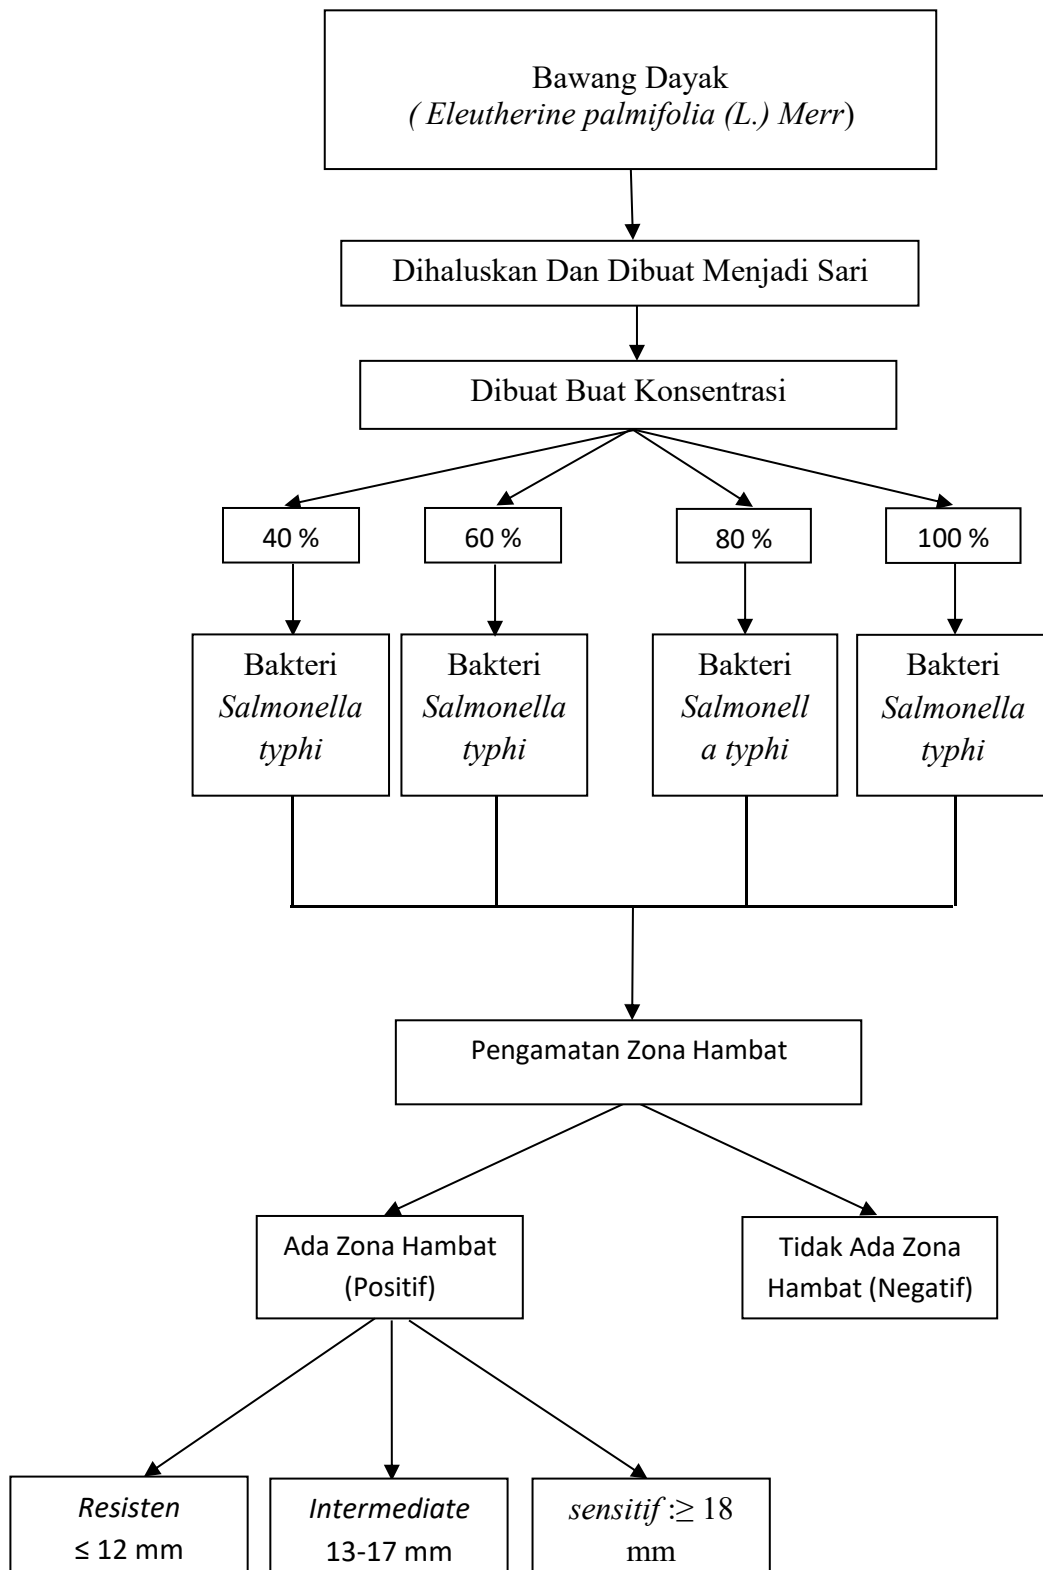 Bawang Dayak
( Eleutherine palmifolia (L.) Merr)
Dihaluskan Dan Dibuat Menjadi Sari
Dibuat Buat Konsentrasi
40 %
60 %
80 %
100 %
Bakteri
Salmonella
typhi
Bakteri
Salmonella
typhi
Bakteri
Salmonell
a typhi
Bakteri
Salmonella
typhi
Pengamatan Zona Hambat
Ada Zona Hambat
(Positif)
Tidak Ada Zona
Hambat (Negatif)
Resisten
≤ 12 mm
Intermediate
13-17 mm
sensitif :≥ 18
mm